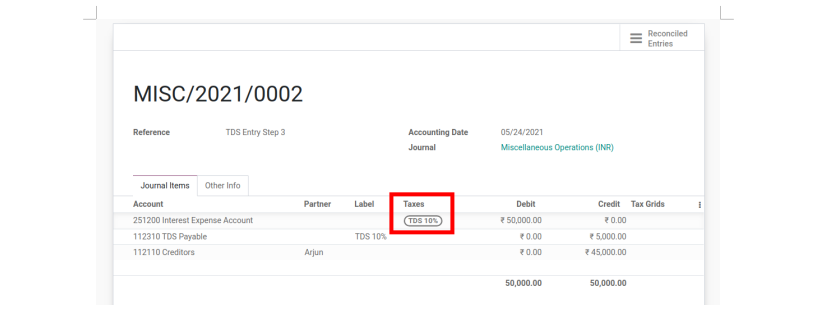 Reconciled
Entries
MISC/2021/0002
Reference TDS Entry Step 3 Accounting Date 05/24/2021
Journal Miscellaneous Operations (INR)
Journal Items Other Info
Account Partner Label Taxes Debit Credit Tax Grids
251200 Interest Expense Account TDS 10% ₹ 50,000.00 ₹ 0.00
112310 TDS Payable TDS 10% ₹ 0.00 ₹ 5,000.00
112110 Creditors Arjun ₹ 0.00 ₹ 45,000.00
50,000.00 50,000.00